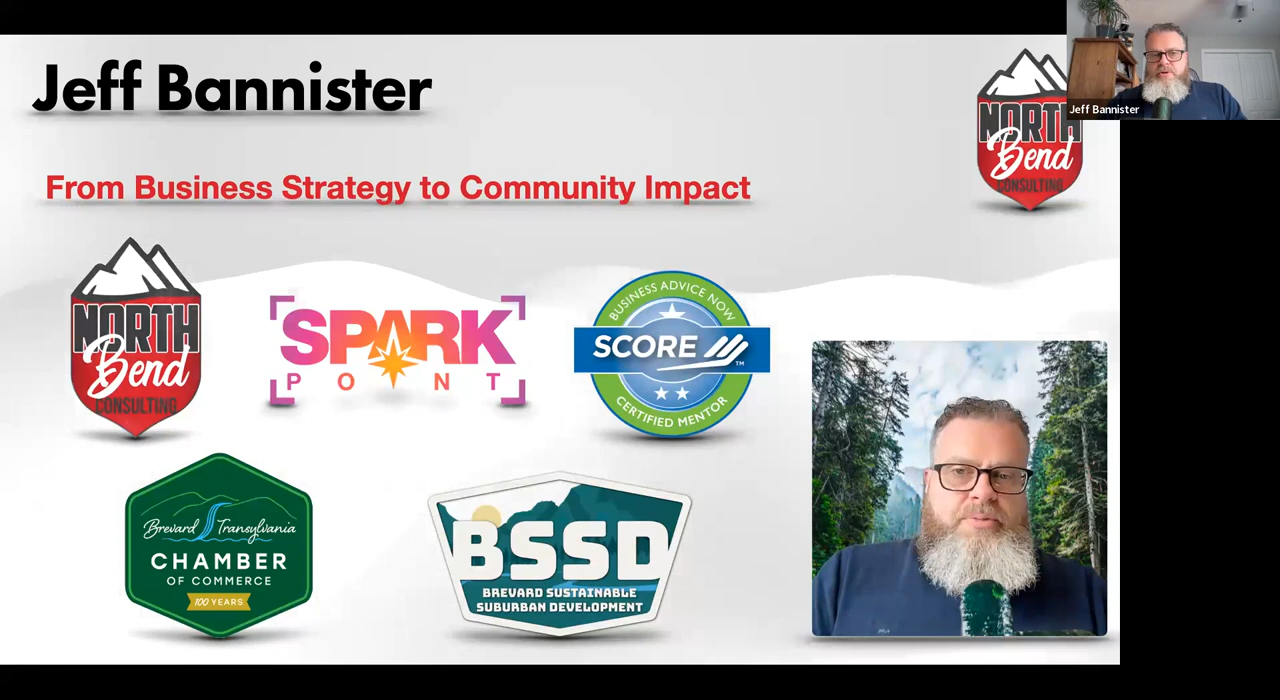 Jeff Bannister
From Business Strategy to Community Impact
NORTH
Bend
CONSULTING
Jeff Bannister
NORTH
Bend
CONSULTING
SPARK
POINT
BUSINESS ADVICE NOW
SCORE
TM
CERTIFIED MENTOR
Brevard Transylvania
CHAMBER
OF COMMERCE
100 YEARS
BSSD
BREVARD SUSTAINABLE
SUBURBAN DEVELOPMENT